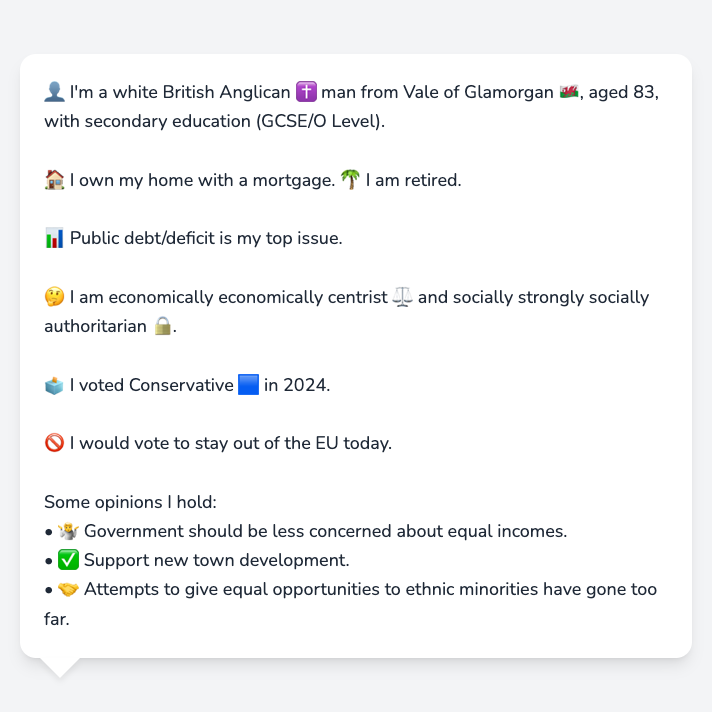 👤 I'm a white British Anglican ✝️ man from Vale of Glamorgan 🏴󠁧󠁢󠁷󠁬󠁳󠁿, aged 83,
with secondary education (GCSE/O Level).
🏠 I own my home with a mortgage. 🌴 I am retired.
📊 Public debt/deficit is my top issue.
🤔 I am economically economically centrist ⚖️ and socially strongly socially
authoritarian 🔒.
🗳️ I voted Conservative 🟦 in 2024.
🚫 I would vote to stay out of the EU today.
Some opinions I hold:
• 🤷 Government should be less concerned about equal incomes.
• ✅ Support new town development.
• 🤝 Attempts to give equal opportunities to ethnic minorities have gone too
far.